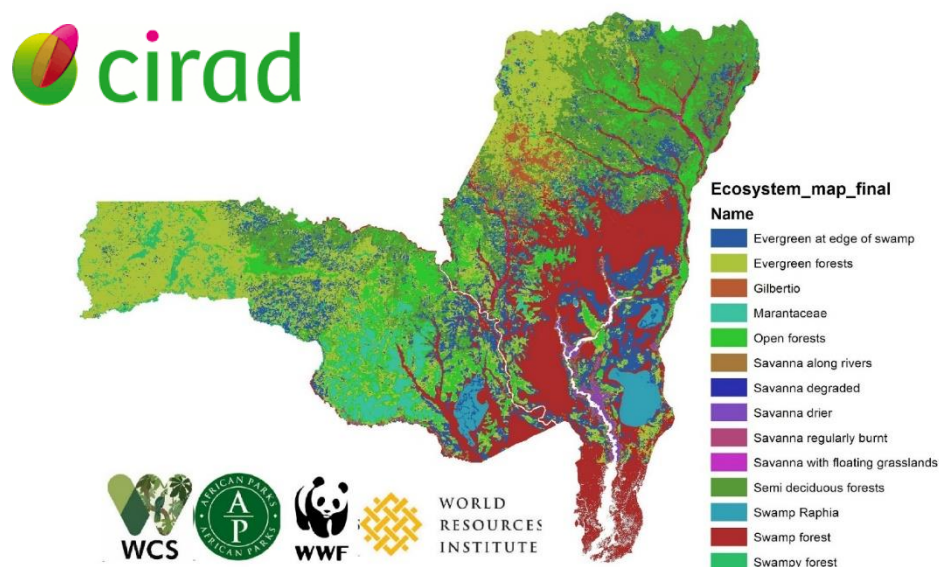 cirad
Ecosystem_map_final
Name
Evergreen at edge of swamp
Evergreen forests
Gilbertio
Marantaceae
Open forests
Savanna along rivers
Savanna degraded
Savanna drier
Savanna regularly burnt
Savanna with floating grasslands
Semi deciduous forests
Swamp Raphia
Swamp forest
Swampy forest
WCS
AFRICAN PARKS
AP
AFRICAN PARKS
WWF
WORLD
RESOURCES
INSTITUTE